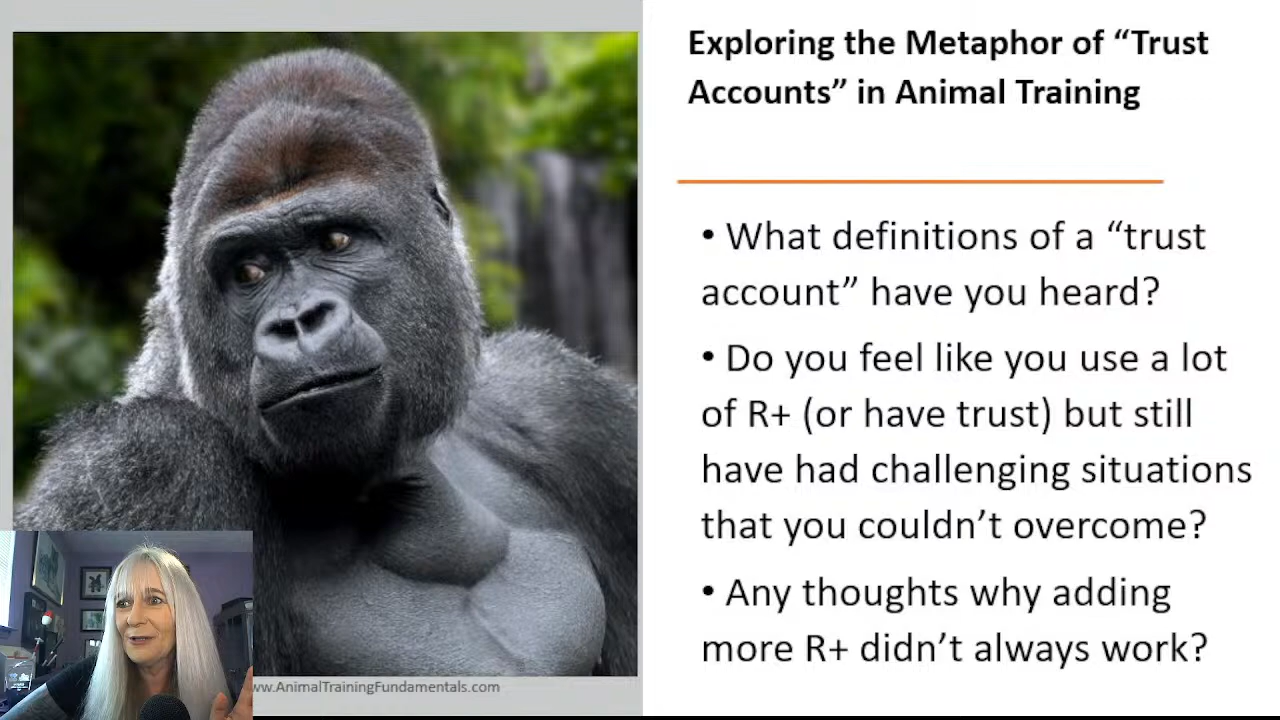 Exploring the Metaphor of “Trust
Accounts” in Animal Training
• What definitions of a “trust
account” have you heard?
• Do you feel like you use a lot
of R+ (or have trust) but still
have had challenging situations
that you couldn’t overcome?
• Any thoughts why adding
more R+ didn’t always work?
ww.AnimalTrainingFundamentals.com